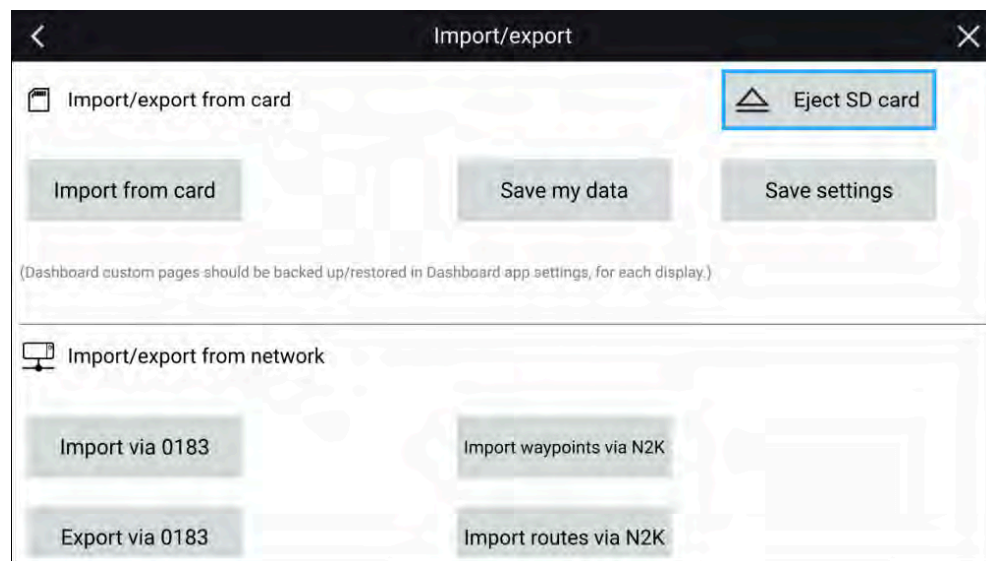 Import/export
Import/export from card
Eject SD card
Import from card
Save my data
Save settings
(Dashboard custom pages should be backed up/restored in Dashboard app settings, for each display.)
Import/export from network
Import via 0183
Import waypoints via N2K
Export via 0183
Import routes via N2K